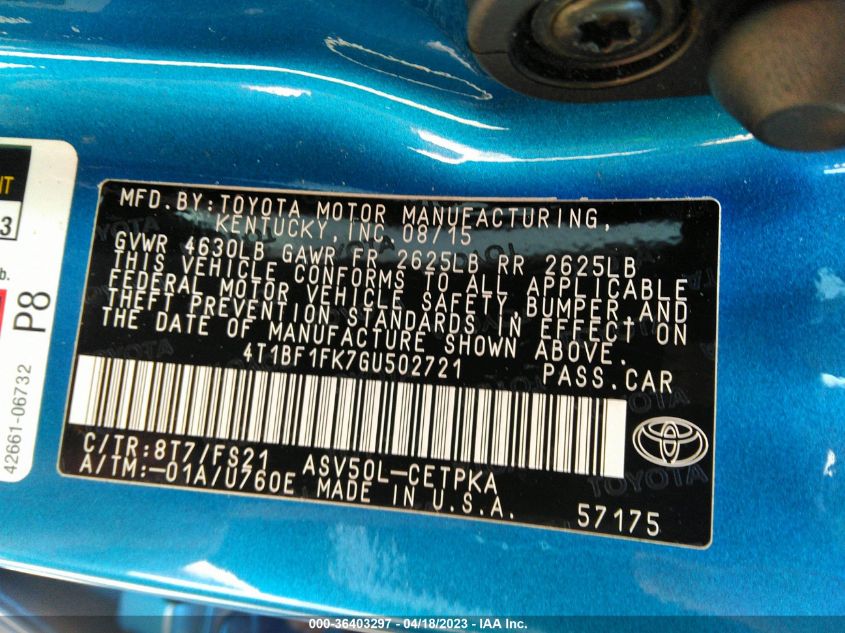 MFD.BY:TOYOTA MOTOR MANUFACTURING,
KENTUCKY, INC. 08/15
GVWR 4630LB GAWR FR 2625LB RR 2625LB
THIS VEHICLE CONFORMS TO ALL APPLICABLE
FEDERAL MOTOR VEHICLE SAFETY, BUMPER, AND
THEFT PREVENTION STANDARDS IN EFFECT ON
THE DATE OF MANUFACTURE SHOWN ABOVE.
4T1BF1FK7GU502721 PASS.CAR
C/TR:8T7/FS21 ASV50L-CETPKA
A/TM:-01A/U760E MADE IN U.S.A.
57175
TOYOTA
IT
3
b.
P8
42661-06732
000-36403297 - 04/18/2023 - IAA Inc.